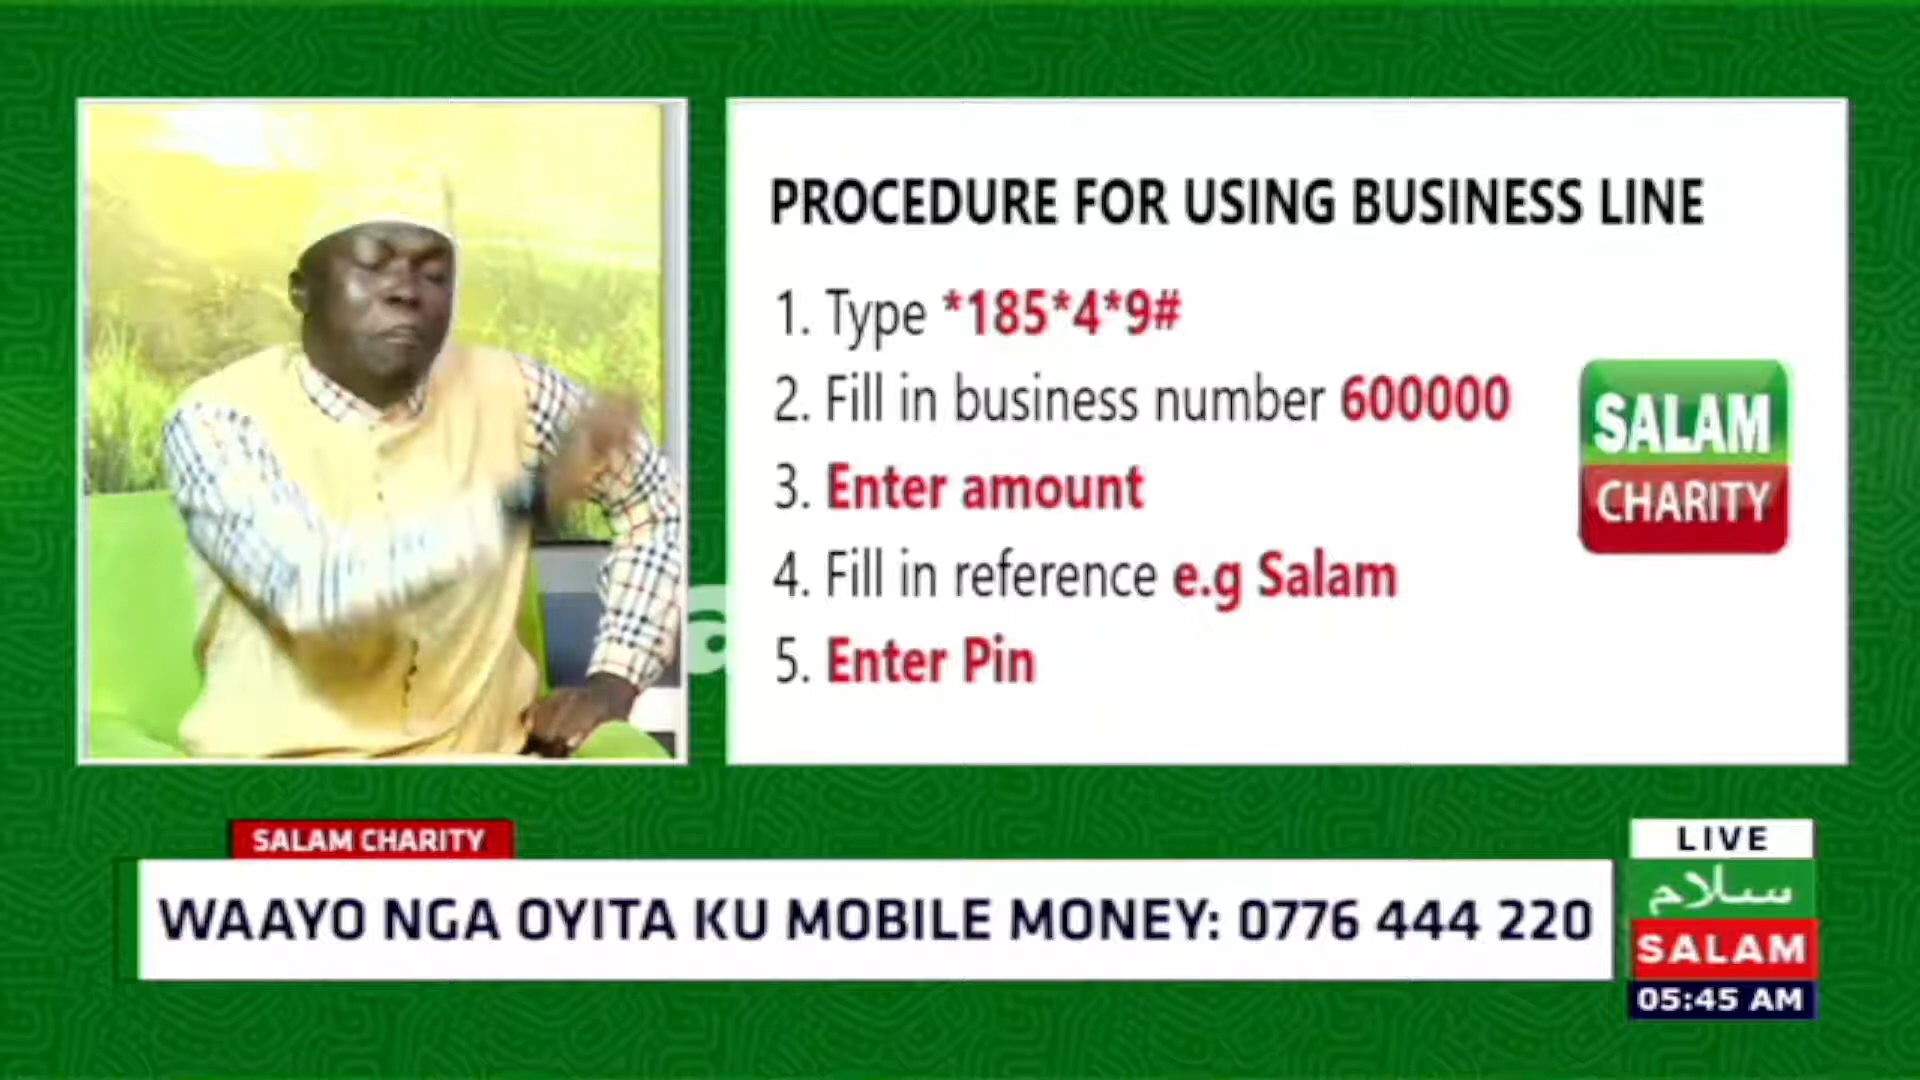 PROCEDURE FOR USING BUSINESS LINE
1. Type *185*4*9#
2. Fill in business number 600000
3. Enter amount
4. Fill in reference e.g Salam
5. Enter Pin
SALAM
CHARITY
SALAM CHARITY
WAAYO NGA OYITA KU MOBILE MONEY: 0776 444 220
LIVE
سلام
SALAM
05:45 AM